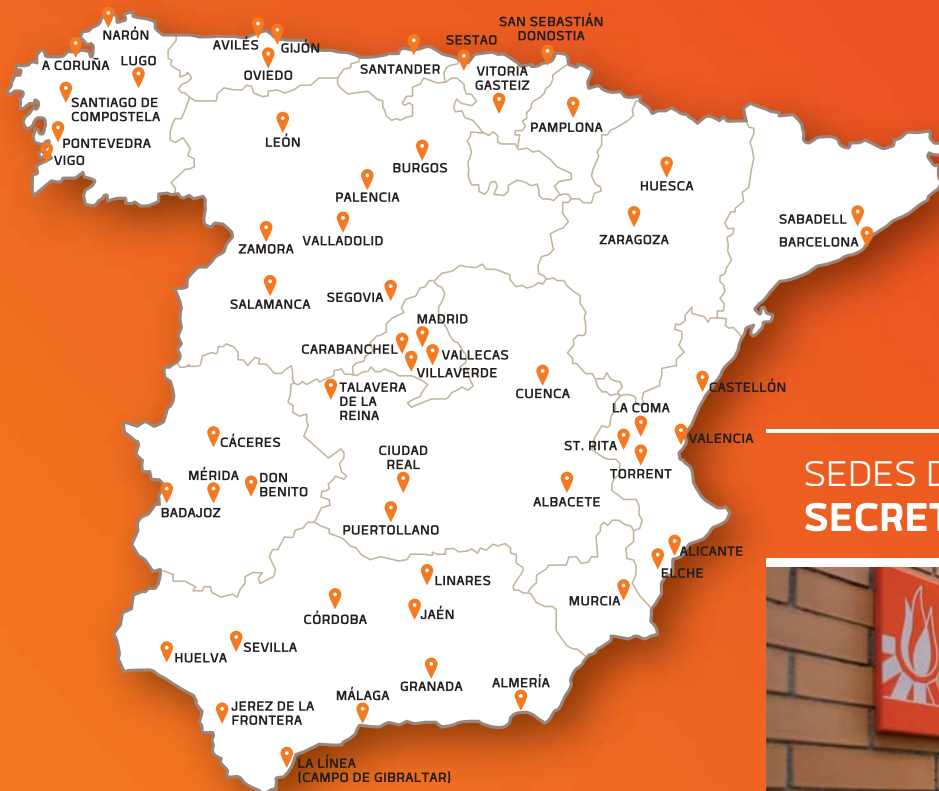 NARÓN
A CORUÑA
LUGO
SANTIAGO DE
COMPOSTELA
PONTEVEDRA
VIGO
AVILÉS
GIJÓN
OVIEDO
SANTANDER
SESTAO
SAN SEBASTIÁN
DONOSTIA
VITORIA
GASTEIZ
PAMPLONA
LEÓN
BURGOS
PALENCIA
HUESCA
ZAMORA
VALLADOLID
ZARAGOZA
SABADELL
BARCELONA
SALAMANCA
SEGOVIA
MADRID
CARABANCHEL
VALLECAS
VILLAVERDE
TALAVERA
DE LA
REINA
CUENCA
CASTELLÓN
LA COMA
ST. RITA
VALENCIA
TORRENT
CÁCERES
MÉRIDA
DON
BENITO
BADAJOZ
CIUDAD
REAL
PUERTOLLANO
ALBACETE
ALICANTE
ELCHE
MURCIA
LINARES
JAÉN
CÓRDOBA
HUELVA
SEVILLA
GRANADA
ALMERÍA
MÁLAGA
JEREZ DE LA
FRONTERA
LA LÍNEA
(CAMPO DE GIBRALTAR)
SEDES D
SECRET